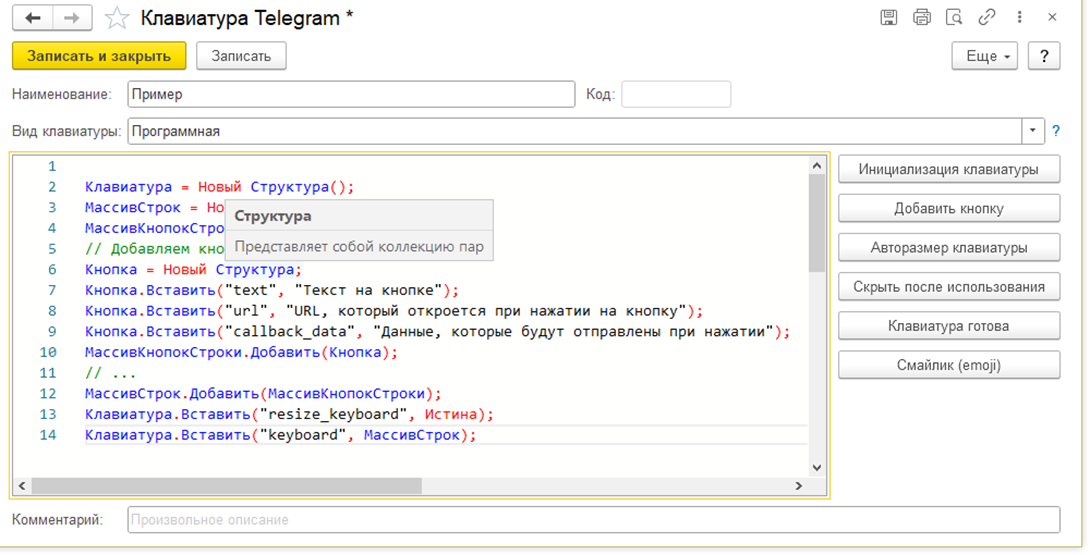 Клавиатура Telegram *
Записать и закрыть
Записать
Еще
?
Наименование: Пример
Код:
Вид клавиатуры: Программная
?
1
2 Клавиатура = Новый Структура();
3 МассивСтрок = Но
4 МассивКнопокСтро
5 // Добавляем кно
6 Кнопка = Новый Структура;
7 Кнопка.Вставить("text", "Текст на кнопке");
8 Кнопка.Вставить("url", "URL, который откроется при нажатии на кнопку");
9 Кнопка.Вставить("callback_data", "Данные, которые будут отправлены при нажатии");
10 МассивКнопокСтроки.Добавить(Кнопка);
11 // ...
12 МассивСтрок.Добавить(МассивКнопокСтроки);
13 Клавиатура.Вставить("resize_keyboard", Истина);
14 Клавиатура.Вставить("keyboard", МассивСтрок);
Структура
Представляет собой коллекцию пар
Инициализация клавиатуры
Добавить кнопку
Авторазмер клавиатуры
Скрыть после использования
Клавиатура готова
Смайлик (emoji)
Комментарий: Произвольное описание